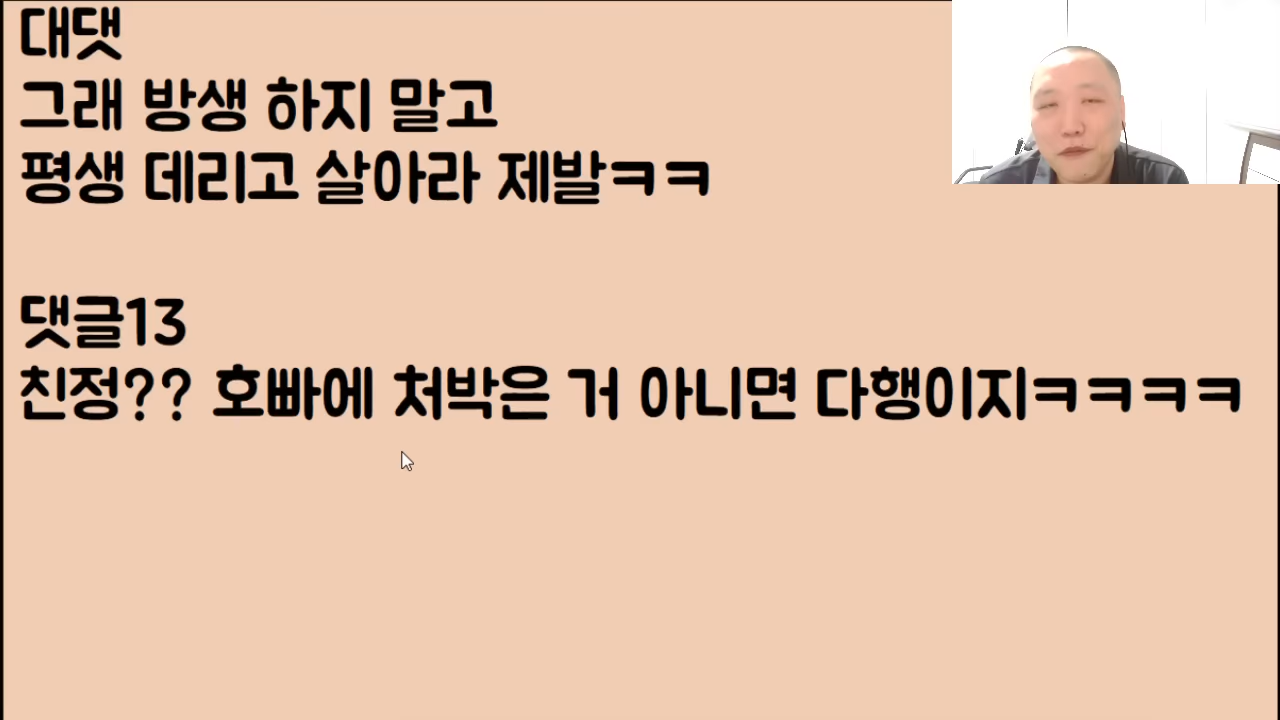 대댓
그래 방생 하지 말고
평생 데리고 살아라 제발ㅋㅋ
댓글13
친정?? 호빠에 처박은 거 아니면 다행이지ㅋㅋㅋㅋ